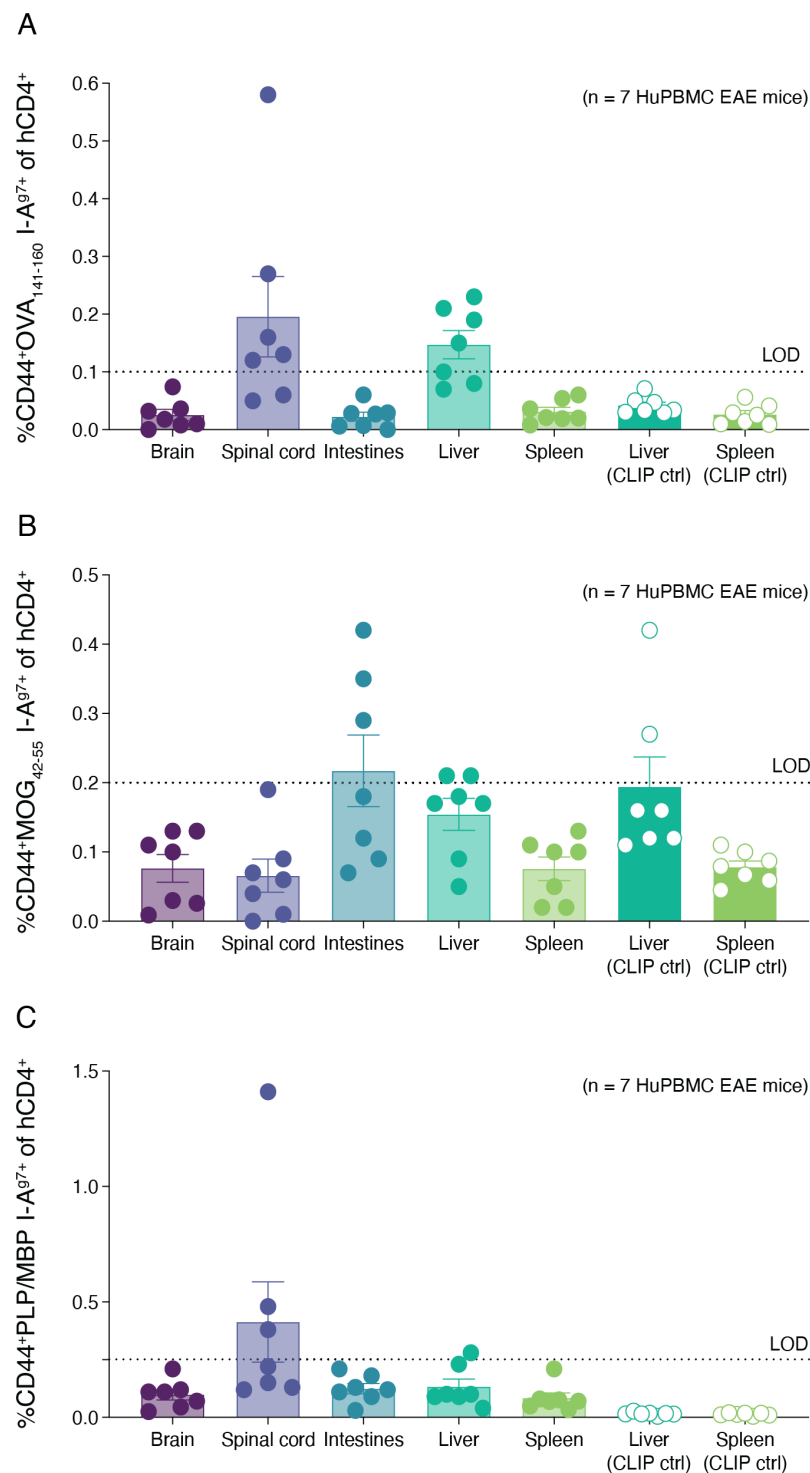 A
%CD44⁺OVA₁₄₁₋₁₆₀ I-Aᵍ⁷⁺ of hCD4⁺
(n = 7 HuPBMC EAE mice)
0.6
0.5
0.4
0.3
0.2
0.1
0.0
LOD
Brain Spinal cord Intestines Liver Spleen Liver Spleen
(CLIP ctrl) (CLIP ctrl)
B
%CD44⁺MOG₄₂₋₅₅ I-Aᵍ⁷⁺ of hCD4⁺
(n = 7 HuPBMC EAE mice)
0.5
0.4
0.3
0.2
0.1
0.0
LOD
Brain Spinal cord Intestines Liver Spleen Liver Spleen
(CLIP ctrl) (CLIP ctrl)
C
%CD44⁺PLP/MBP I-Aᵍ⁷⁺ of hCD4⁺
(n = 7 HuPBMC EAE mice)
1.5
1.0
0.5
0.0
LOD
Brain Spinal cord Intestines Liver Spleen Liver Spleen
(CLIP ctrl) (CLIP ctrl)